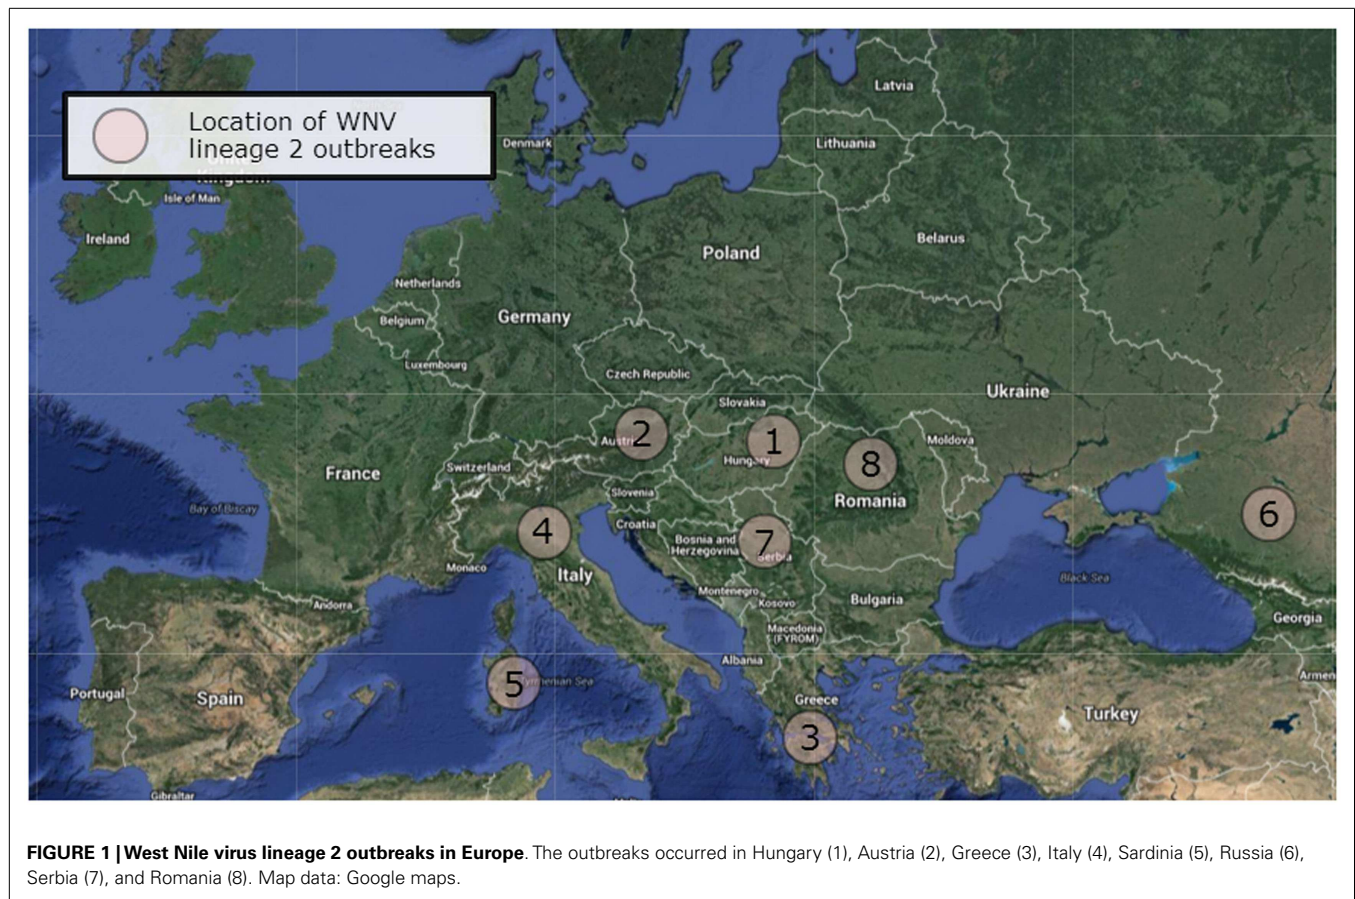 Latvia
Location of WNV
lineage 2 outbreaks
Denmark
Lithuania
Kingdom
Isle of Man
Ireland
Belarus
Poland
Netherlands
Germany
Belgium
Luxembourg
Czech Republic
Ukraine
Slovakia
2
Austri
1
Moldova
Hungary
8
Switzerland
France
Romania
Slovenia
Bay of Biscay
6
Croatia
4
7
Bosnia and
Herzegovina
Serbia
Monaco
Italy
Black Sea
Montenegro
Kosovo
Bulgaria
Andorra
Georgia
Macedonia
(FYROM)
Albania
Armen
5
Tyrrhenian Sea
Portugal
Spain
Greece
Turkey
3
Gibraltar
FIGURE 1 | West Nile virus lineage 2 outbreaks in Europe. The outbreaks occurred in Hungary (1), Austria (2), Greece (3), Italy (4), Sardinia (5), Russia (6),
Serbia (7), and Romania (8). Map data: Google maps.